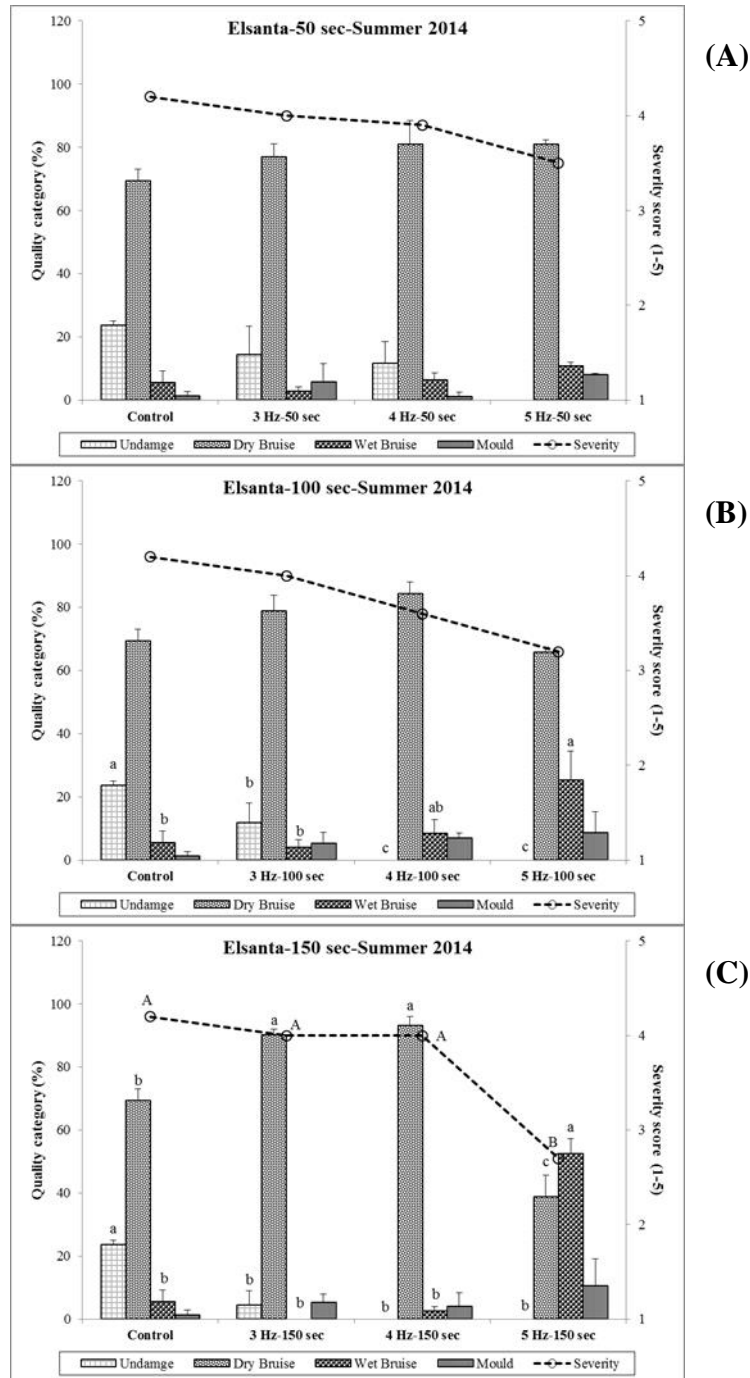 Elsanta-50 sec-Summer 2014
(A)
120
100
80
60
40
20
0
Quality category (%)
5
4
3
2
1
Severity score (1-5)
Control 3 Hz-50 sec 4 Hz-50 sec 5 Hz-50 sec
Undamge Dry Bruise Wet Bruise Mould Severity
Elsanta-100 sec-Summer 2014
(B)
120
100
80
60
40
20
0
Quality category (%)
a
b
b
b
c
ab
c
a
5
4
3
2
1
Severity score (1-5)
Control 3 Hz-100 sec 4 Hz-100 sec 5 Hz-100 sec
Undamge Dry Bruise Wet Bruise Mould Severity
Elsanta-150 sec-Summer 2014
(C)
120
100
80
60
40
20
0
Quality category (%)
A
b
a
b
a
A
b
b
a
A
b
b
B
c
a
b
5
4
3
2
1
Severity score (1-5)
Control 3 Hz-150 sec 4 Hz-150 sec 5 Hz-150 sec
Undamge Dry Bruise Wet Bruise Mould Severity